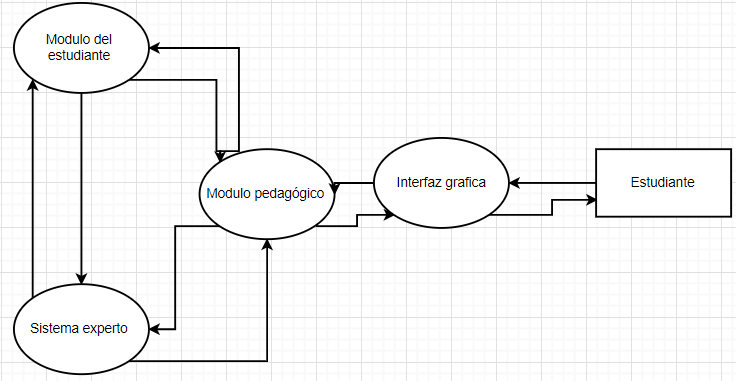 Modulo del
estudiante
Modulo pedagógico
Interfaz grafica
Estudiante
Sistema experto